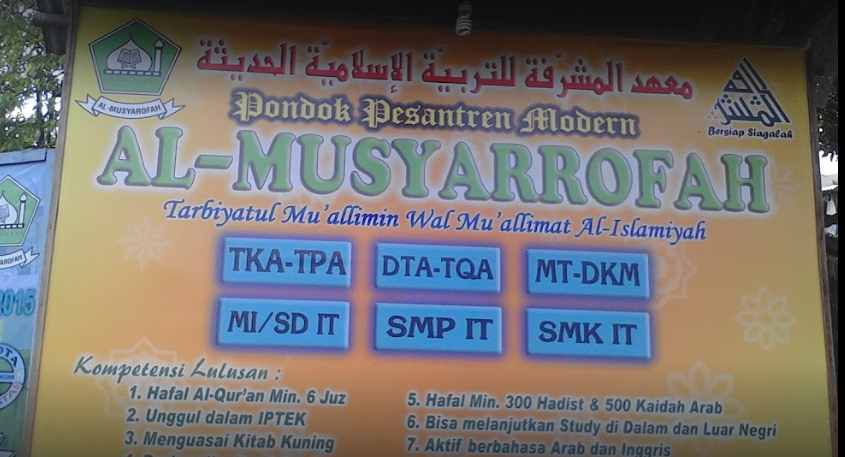 معهد المشرّفة للتربيّة الإسلاميّة الحديثة
AL-MUSYAROFAH
Pondok Pesantren Modern
Bersiap Siagalah
AL-MUSYARROFAH
Tarbiyatul Mu'allimin Wal Mu'allimat Al-Islamiyah
TKA-TPA DTA-TQA MT-DKM
MI/SD IT SMP IT SMK IT
2015
Kompetensi Lulusan :
1. Hafal Al-Qur'an Min. 6 Juz
2. Unggul dalam IPTEK
3. Menguasai Kitab Kuning
5. Hafal Min. 300 Hadist & 500 Kaidah Arab
6. Bisa melanjutkan Study di Dalam dan Luar Negri
7. Aktif berbahasa Arab dan Inggris